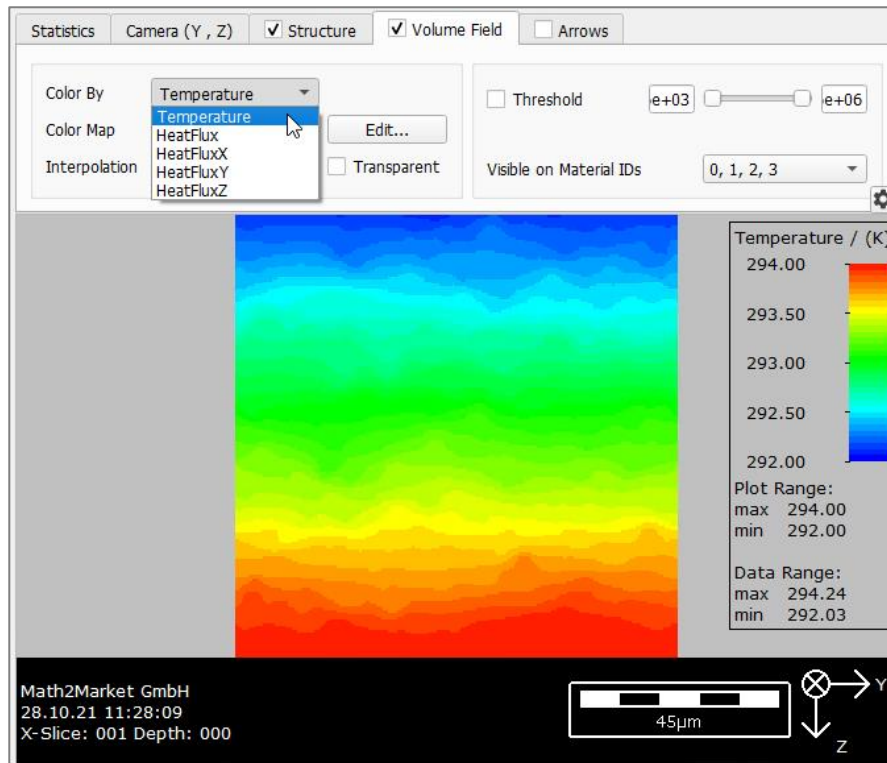 Statistics Camera (Y , Z) Structure Volume Field Arrows
Color By Temperature
Temperature
HeatFlux
HeatFluxX
HeatFluxY
HeatFluxZ
Color Map Edit...
Interpolation Transparent
Threshold e+03 e+06
Visible on Material IDs 0, 1, 2, 3
Temperature / (K)
294.00
293.50
293.00
292.50
292.00
Plot Range:
max 294.00
min 292.00
Data Range:
max 294.24
min 292.03
Math2Market GmbH
28.10.21 11:28:09
X-Slice: 001 Depth: 000
45µm
Y
Z